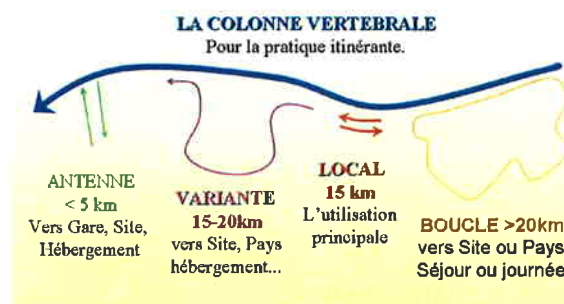 LA COLONNE VERTEBRALE
Pour la pratique itinérante.
ANTENNE
< 5 km
Vers Gare, Site,
Hébergement
VARIANTE
15-20km
vers Site, Pays
hébergement...
LOCAL
15 km
L'utilisation
principale
BOUCLE >20km
vers Site ou Pays
Séjour ou journée